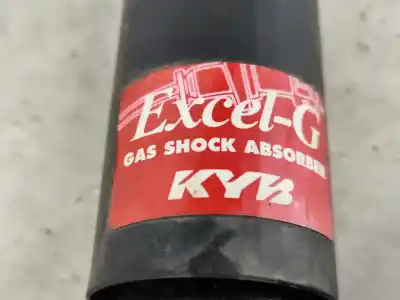 Excel-G
GAS SHOCK ABSORBER
KYB